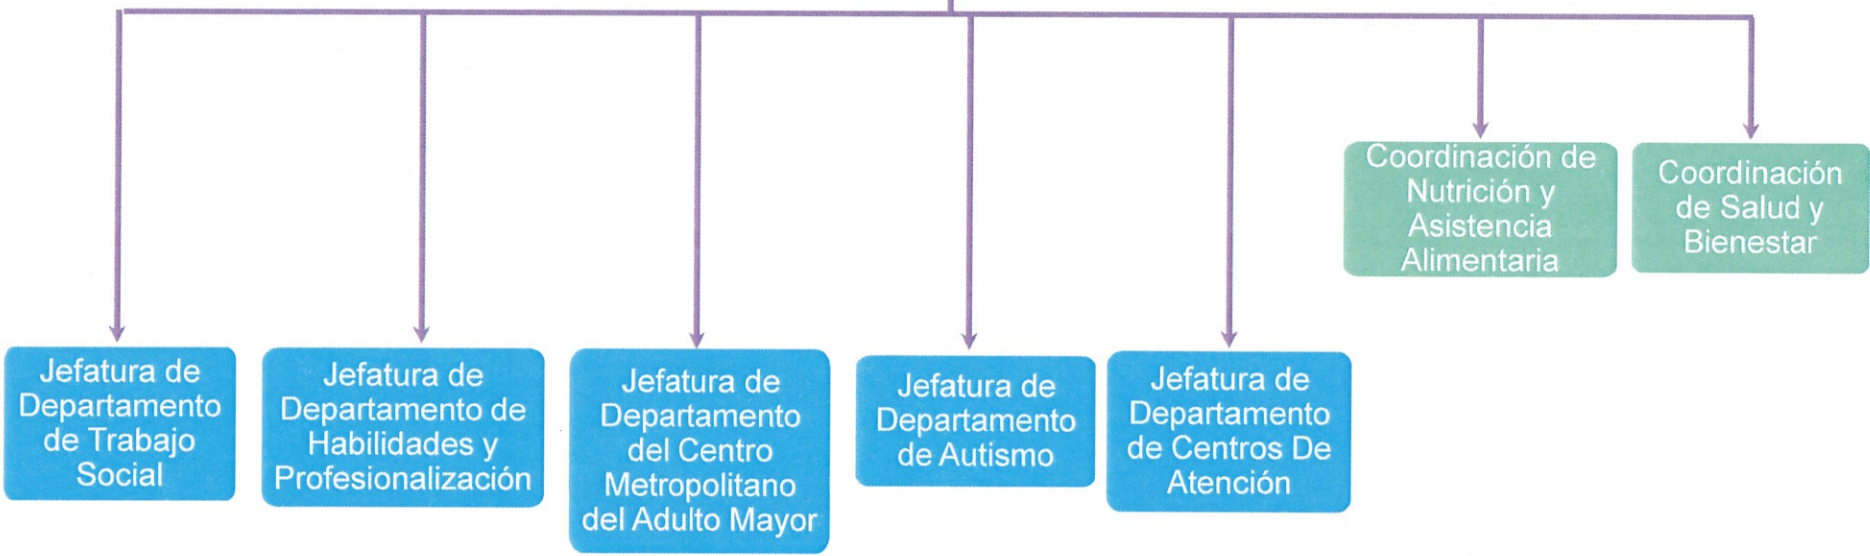 Jefatura de
Departamento
de Trabajo
Social
Jefatura de
Departamento de
Habilidades y
Profesionalización
Jefatura de
Departamento
del Centro
Metropolitano
del Adulto Mayor
Jefatura de
Departamento
de Autismo
Jefatura de
Departamento
de Centros De
Atención
Coordinación de
Nutrición y
Asistencia
Alimentaria
Coordinación
de Salud y
Bienestar